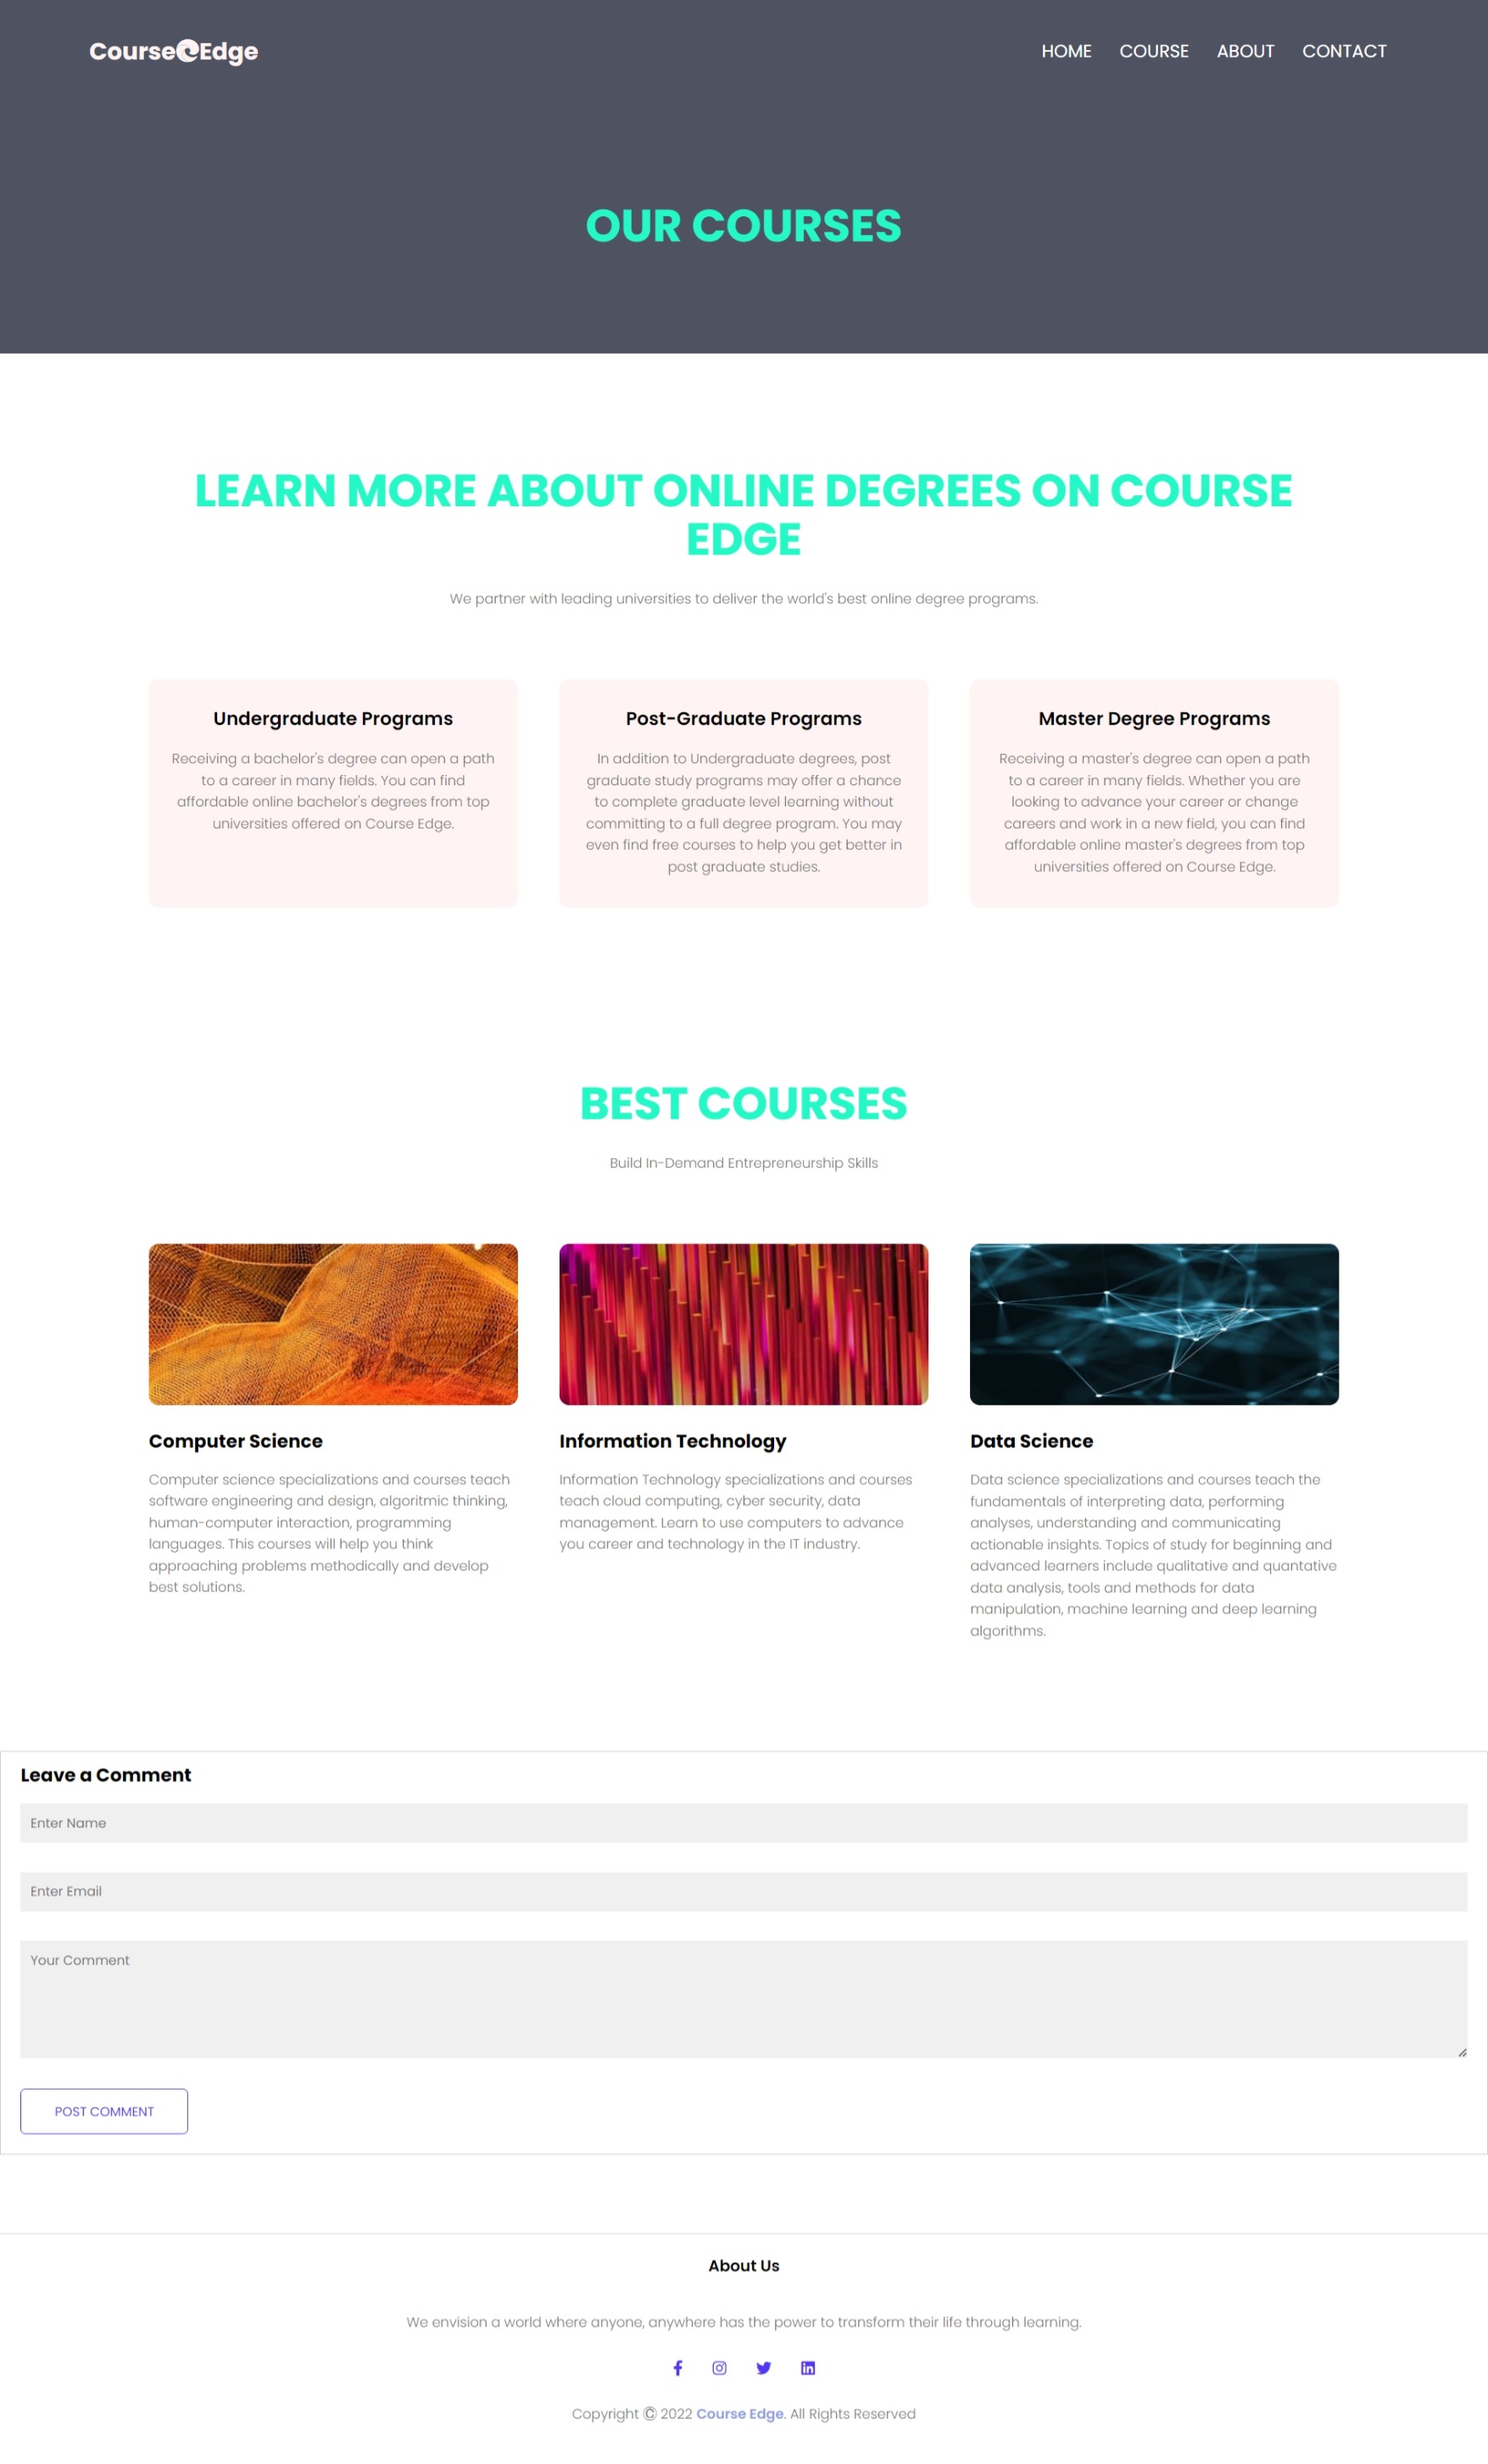 Course Edge
HOME COURSE ABOUT CONTACT
OUR COURSES
LEARN MORE ABOUT ONLINE DEGREES ON COURSE
EDGE
We partner with leading universities to deliver the world's best online degree programs.
Undergraduate Programs
Receiving a bachelor's degree can open a path
to a career in many fields. You can find
affordable online bachelor's degrees from top
universities offered on Course Edge.
Post-Graduate Programs
In addition to Undergraduate degrees, post
graduate study programs may offer a chance
to complete graduate level learning without
committing to a full degree program. You may
even find free courses to help you get better in
post graduate studies.
Master Degree Programs
Receiving a master's degree can open a path
to a career in many fields. Whether you are
looking to advance your career or change
careers and work in a new field, you can find
affordable online master's degrees from top
universities offered on Course Edge.
BEST COURSES
Build In-Demand Entrepreneurship Skills
Computer Science
Computer science specializations and courses teach
software engineering and design, algoritmic thinking,
human-computer interaction, programming
languages. This courses will help you think
approaching problems methodically and develop
best solutions.
Information Technology
Information Technology specializations and courses
teach cloud computing, cyber security, data
management. Learn to use computers to advance
you career and technology in the IT industry.
Data Science
Data science specializations and courses teach the
fundamentals of interpreting data, performing
analyses, understanding and communicating
actionable insights. Topics of study for beginning and
advanced learners include qualitative and quantative
data analysis, tools and methods for data
manipulation, machine learning and deep learning
algorithms.
Leave a Comment
Enter Name
Enter Email
Your Comment
POST COMMENT
About Us
We envision a world where anyone, anywhere has the power to transform their life through learning.
Copyright © 2022 Course Edge. All Rights Reserved